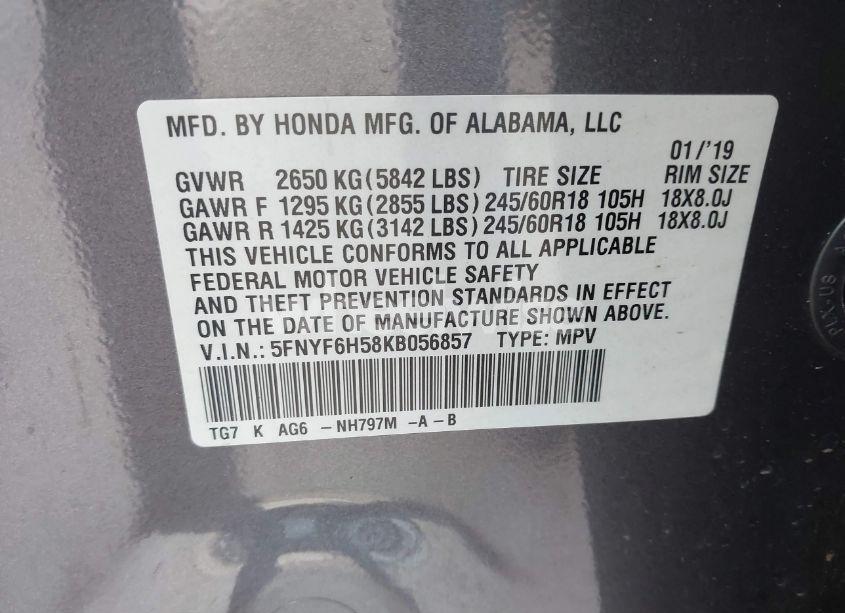 MFD. BY HONDA MFG. OF ALABAMA, LLC
01/'19
GVWR 2650 KG(5842 LBS) TIRE SIZE RIM SIZE
GAWR F 1295 KG(2855 LBS) 245/60R18 105H 18X8.0J
GAWR R 1425 KG(3142 LBS) 245/60R18 105H 18X8.0J
THIS VEHICLE CONFORMS TO ALL APPLICABLE
FEDERAL MOTOR VEHICLE SAFETY
AND THEFT PREVENTION STANDARDS IN EFFECT
ON THE DATE OF MANUFACTURE SHOWN ABOVE.
V.I.N.: 5FNYF6H58KB056857 TYPE: MPV
TG7 K AG6 -NH797M -A-B
PLX-US